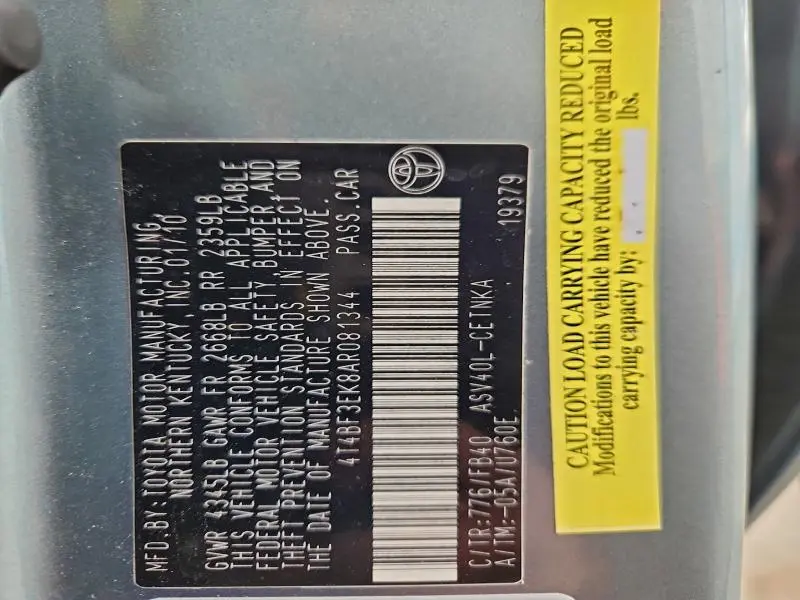 MFD.BY:TOYOTA MOTOR MANUFACTURING,
NORTHERN KENTUCKY, INC.01/10
GVWR 4345LB GAWR FR 2668LB RR 2359LB
THIS VEHICLE CONFORMS TO ALL APPLICABLE
FEDERAL MOTOR VEHICLE SAFETY, BUMPER, AND
THEFT PREVENTION STANDARDS IN EFFECT ON
THE DATE OF MANUFACTURE SHOWN ABOVE.
4T4BF3EK8AR081344 PASS.CAR
C/TR:776/FB40 ASV40L-CETNKA
A/TM:-05A/U760E 19379
CAUTION LOAD CARRYING CAPACITY REDUCED
Modifications to this vehicle have reduced the original load
carrying capacity by: lbs.